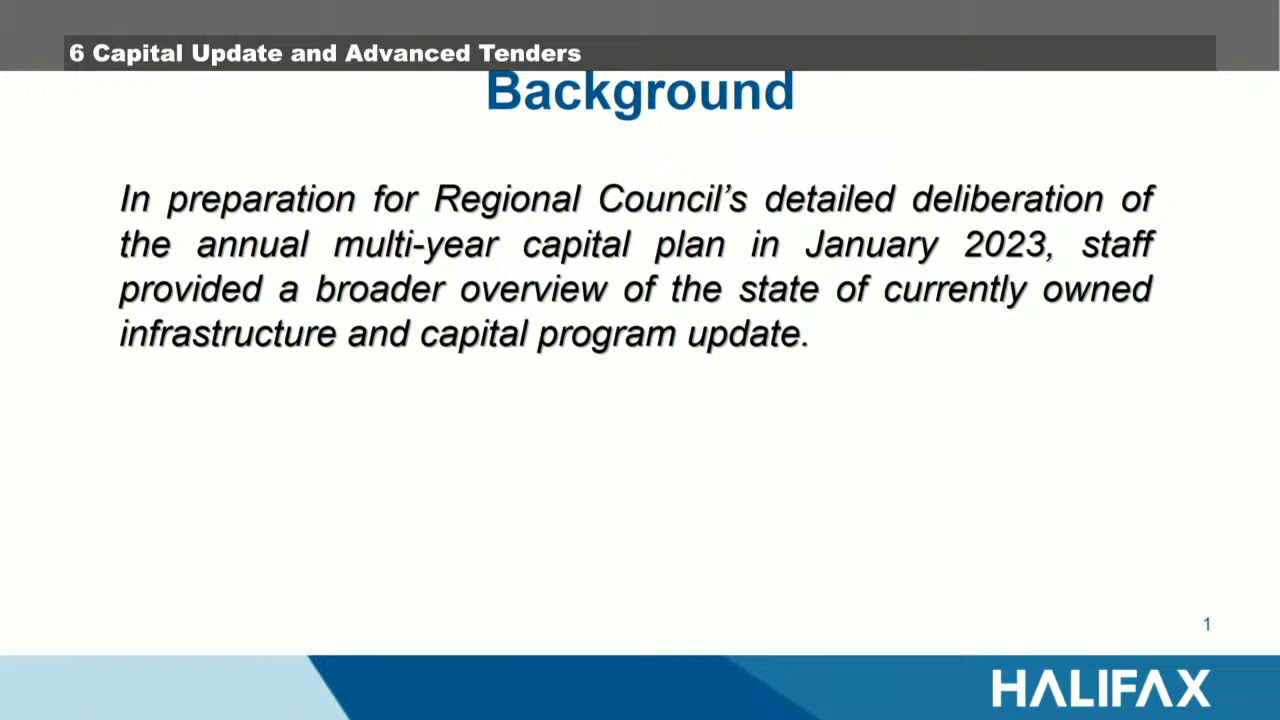 6 Capital Update and Advanced Tenders
Background
In preparation for Regional Council’s detailed deliberation of
the annual multi-year capital plan in January 2023, staff
provided a broader overview of the state of currently owned
infrastructure and capital program update.
1
HALIFAX